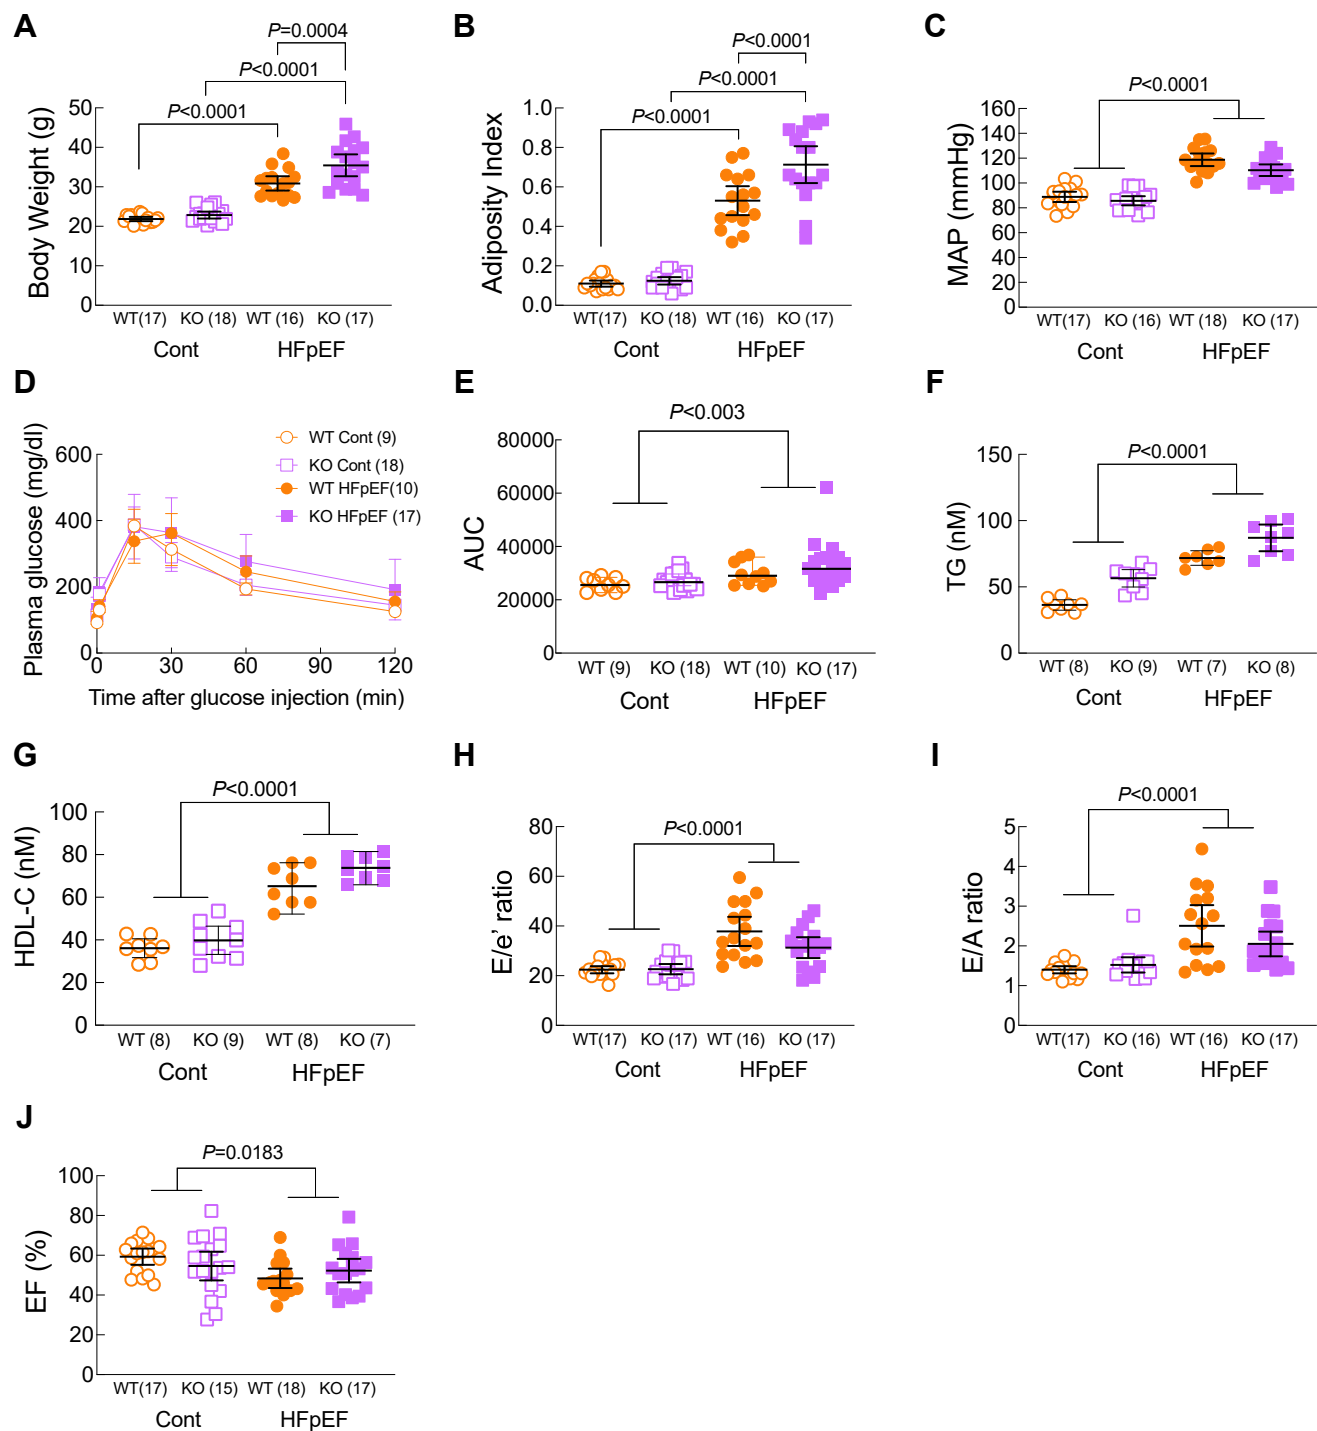 A
P=0.0004
P<0.0001
P<0.0001
Body Weight (g)
50
40
30
20
10
0
WT(17) KO (18) WT (16) KO (17)
Cont HFpEF
B
P<0.0001
P<0.0001
P<0.0001
Adiposity Index
1.0
0.8
0.6
0.4
0.2
0.0
WT(17) KO (18) WT (16) KO (17)
Cont HFpEF
C
P<0.0001
MAP (mmHg)
160
140
120
100
80
60
40
20
0
WT(17) KO (16) WT (18) KO (17)
Cont HFpEF
D
Plasma glucose (mg/dl)
600
400
200
0
0 30 60 90 120
Time after glucose injection (min)
WT Cont (9)
KO Cont (18)
WT HFpEF(10)
KO HFpEF (17)
E
P<0.003
AUC
80000
60000
40000
20000
0
WT (9) KO (18) WT (10) KO (17)
Cont HFpEF
F
P<0.0001
TG (nM)
150
100
50
0
WT (8) KO (9) WT (7) KO (8)
Cont HFpEF
G
P<0.0001
HDL-C (nM)
100
80
60
40
20
0
WT (8) KO (9) WT (8) KO (7)
Cont HFpEF
H
P<0.0001
E/e' ratio
80
60
40
20
0
WT(17) KO (17) WT (16) KO (17)
Cont HFpEF
I
P<0.0001
E/A ratio
5
4
3
2
1
0
WT(17) KO (16) WT (16) KO (17)
Cont HFpEF
J
P=0.0183
EF (%)
100
80
60
40
20
0
WT(17) KO (15) WT (18) KO (17)
Cont HFpEF